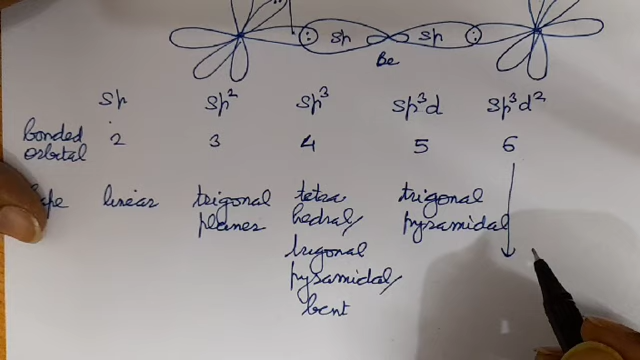 sp sp
Be
sp sp² sp³ sp³d sp³d²
bonded orbital 2 3 4 5 6
linear trigonal planer tetra hedral/ trigonal pyramidal/ bent trigonal pyramidal